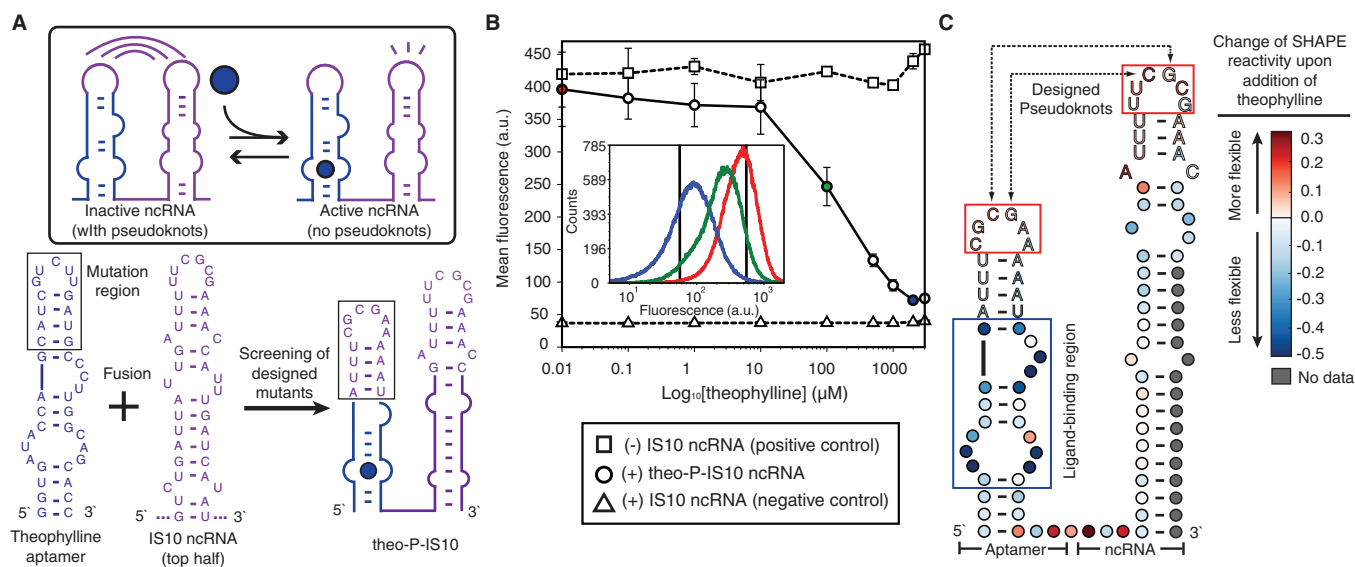 A
Inactive ncRNA
(wIth pseudoknots)
Active ncRNA
(no pseudoknots)
Mutation
region
Fusion
Screening of
designed
mutants
5` 3`
Theophylline
aptamer
5` 3`
IS10 ncRNA
(top half)
5` 3`
theo-P-IS10
B
Mean fluorescence (a.u.)
450
400
350
300
250
200
150
100
50
0
0.01 0.1 1 10 100 1000
Log10[theophylline] (µM)
Counts
785
589
393
196
0
10¹ 10² 10³
Fluorescence (a.u.)
(-) IS10 ncRNA (positive control)
(+) theo-P-IS10 ncRNA
(+) IS10 ncRNA (negative control)
C
Designed
Pseudoknots
Ligand-binding region
5` 3`
Aptamer ncRNA
Change of SHAPE
reactivity upon
addition of
theophylline
More flexible
Less flexible
0.3
0.2
0.1
0.0
-0.1
-0.2
-0.3
-0.4
-0.5
No data